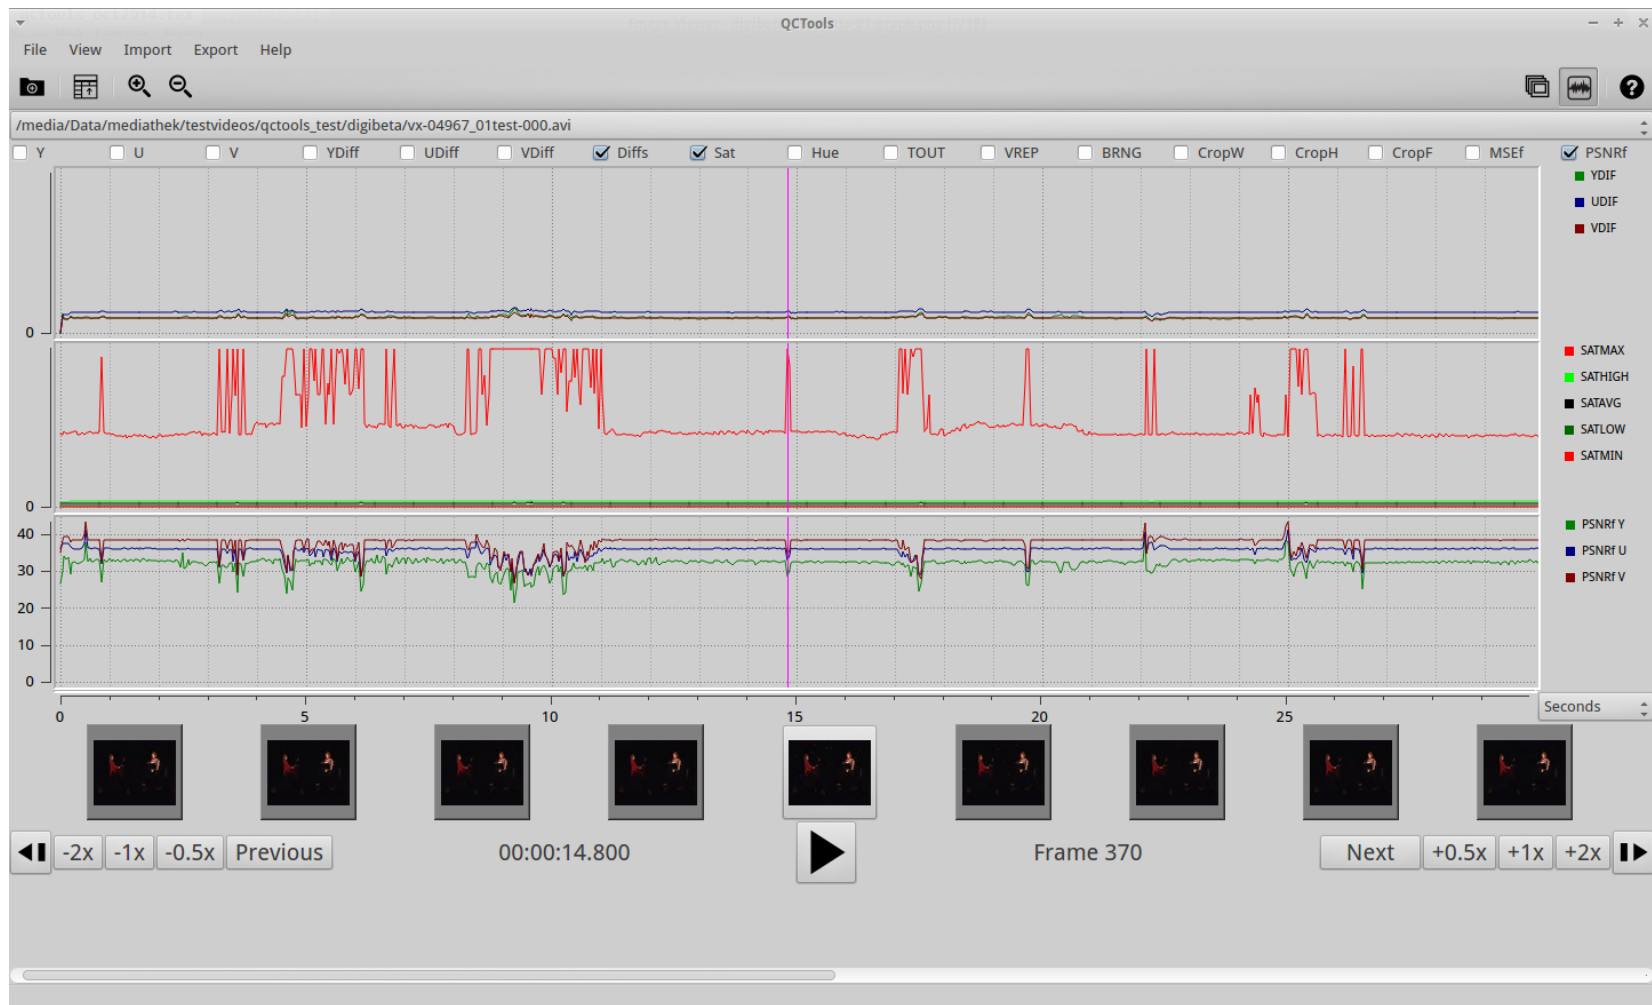 QCTools
File View Import Export Help
/media/Data/mediathek/testvideos/qctools_test/digibeta/vx-04967_01test-000.avi
Y U V YDiff UDiff VDiff Diffs Sat Hue TOUT VREP BRNG CropW CropH CropF MSEf PSNRf
YDIF
UDIF
VDIF
0
SATMAX
SATHIGH
SATAVG
SATLOW
SATMIN
0
40
30
20
10
0
PSNRf Y
PSNRf U
PSNRf V
0 5 10 15 20 25
Seconds
-2x -1x -0.5x Previous 00:00:14.800 Frame 370 Next +0.5x +1x +2x